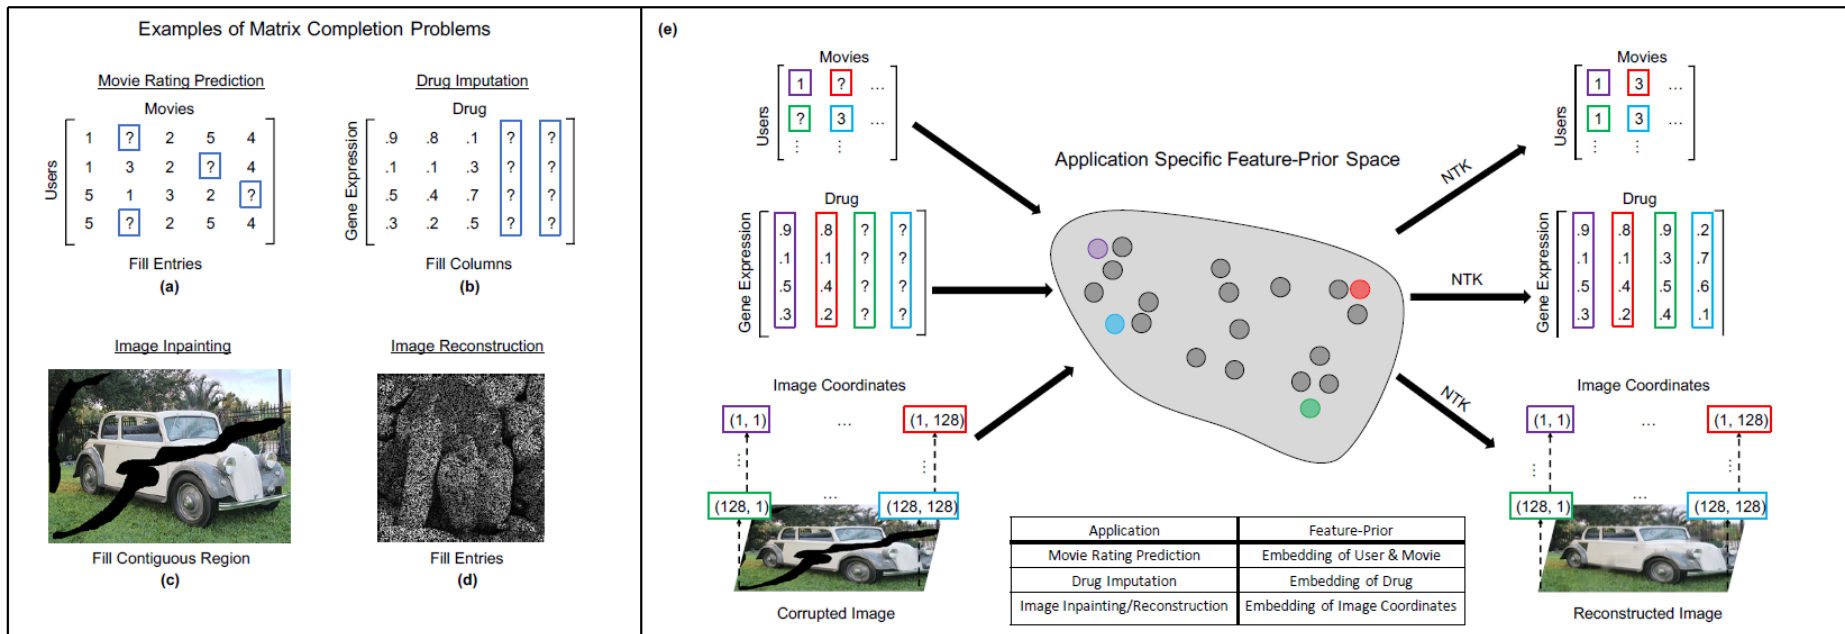 Examples of Matrix Completion Problems
Movie Rating Prediction
Movies
Users
1 ? 2 5 4
1 3 2 ? 4
5 1 3 2 ?
5 ? 2 5 4
Fill Entries
(a)
Drug Imputation
Drug
Gene Expression
.9 .8 .1 ? ?
.1 .1 .3 ? ?
.5 .4 .7 ? ?
.3 .2 .5 ? ?
Fill Columns
(b)
Image Inpainting
Fill Contiguous Region
(c)
Image Reconstruction
Fill Entries
(d)
(e)
Movies
Users
1 ? ...
? 3 ...
⋮ ⋮
Drug
Gene Expression
.9 .8 ? ?
.1 .1 ? ?
.5 .4 ? ?
.3 .2 ? ?
Image Coordinates
(1, 1) ... (1, 128)
⋮ ⋮
(128, 1) ... (128, 128)
Corrupted Image
Application Specific Feature-Prior Space
NTK
NTK
NTK
Application Feature-Prior
Movie Rating Prediction Embedding of User & Movie
Drug Imputation Embedding of Drug
Image Inpainting/Reconstruction Embedding of Image Coordinates
Movies
Users
1 3 ...
1 3 ...
⋮ ⋮
Drug
Gene Expression
.9 .8 .9 .2
.1 .1 .3 .7
.5 .4 .5 .6
.3 .2 .4 .1
Image Coordinates
(1, 1) ... (1, 128)
⋮ ⋮
(128, 1) ... (128, 128)
Reconstructed Image